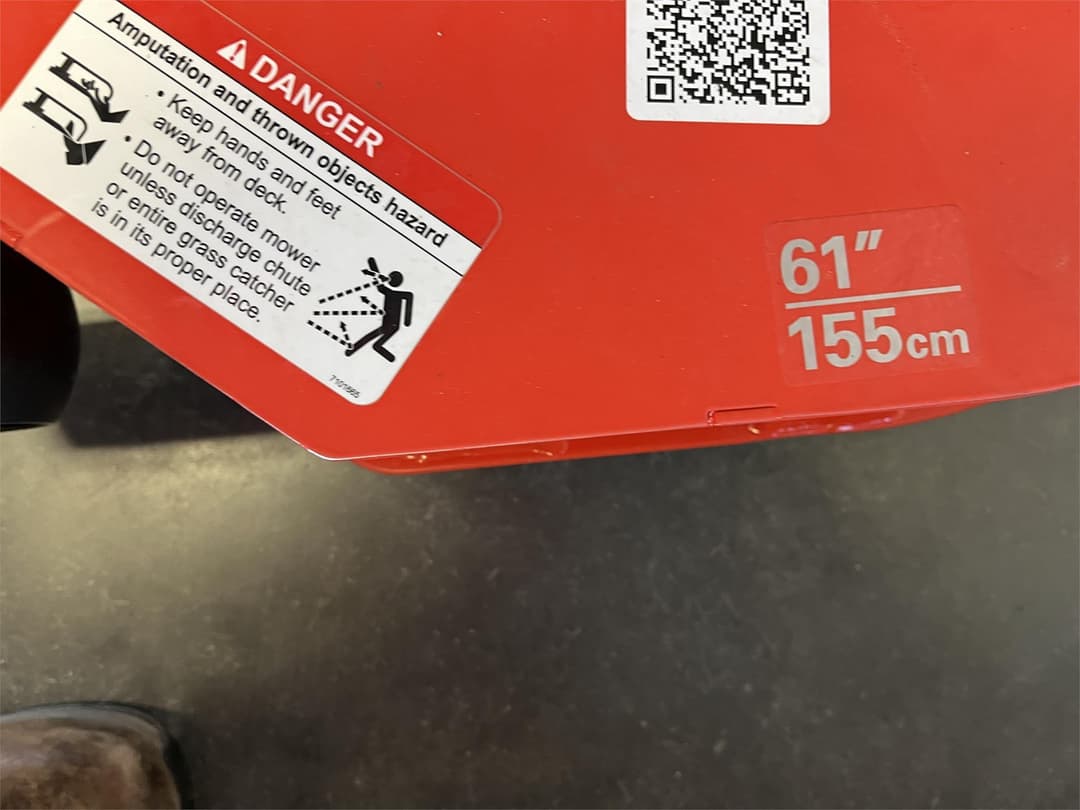 DANGER
Amputation and thrown objects hazard
• Keep hands and feet
away from deck.
• Do not operate mower
unless discharge chute
or entire grass catcher
is in its proper place.
7101865
61"
155cm